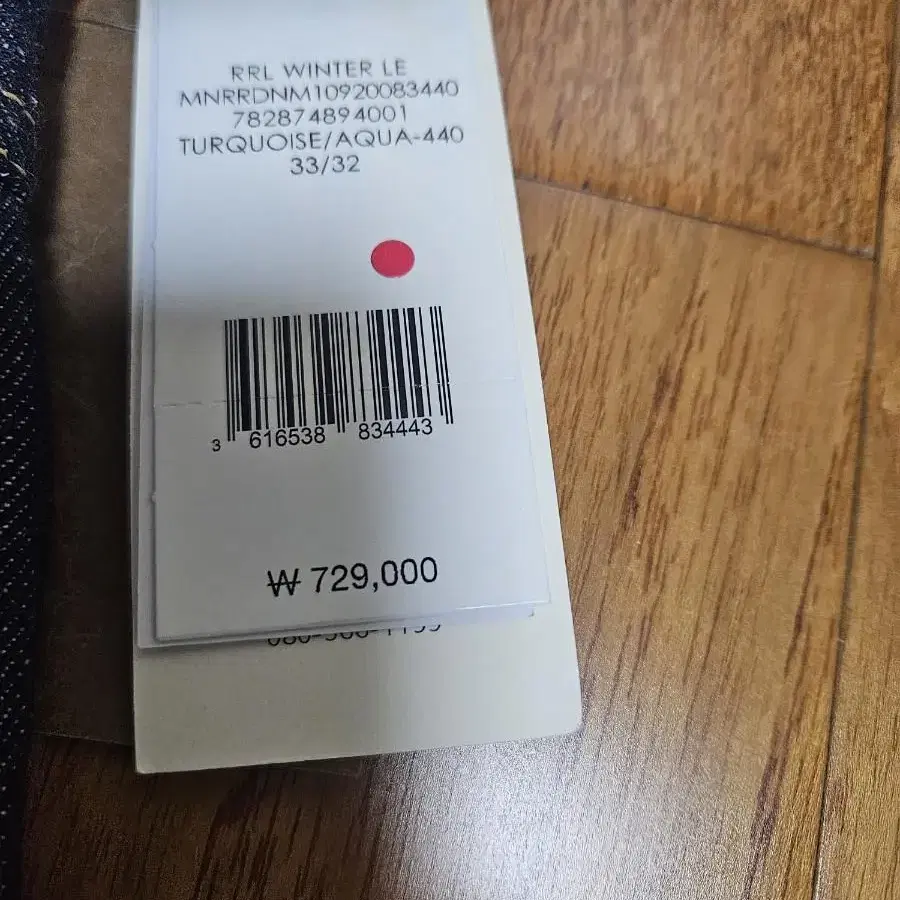 RRL WINTER LE
MNRRDNM10920083440
782874894001
TURQUOISE/AQUA-440
33/32
3 616538 834443
₩ 729,000